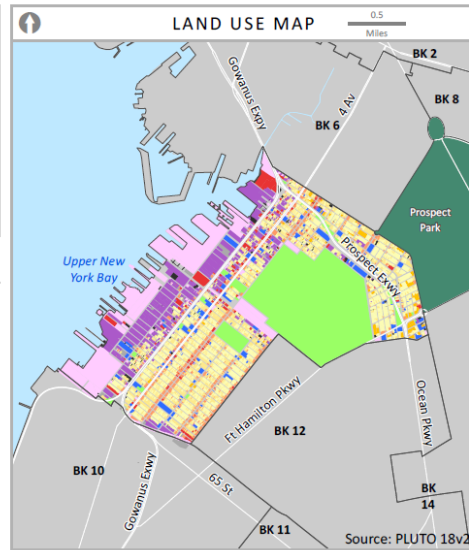 LAND USE MAP
0.5
Miles
BK 2
BK 8
Gowanus Expy
4 Av
BK 6
Prospect
Park
Upper New
York Bay
Prospect Exwy
Ft Hamilton Pkwy
Ocean Pkwy
BK 12
BK 10
Gowanus Exwy
65 St
BK
14
BK 11
Source: PLUTO 18v2